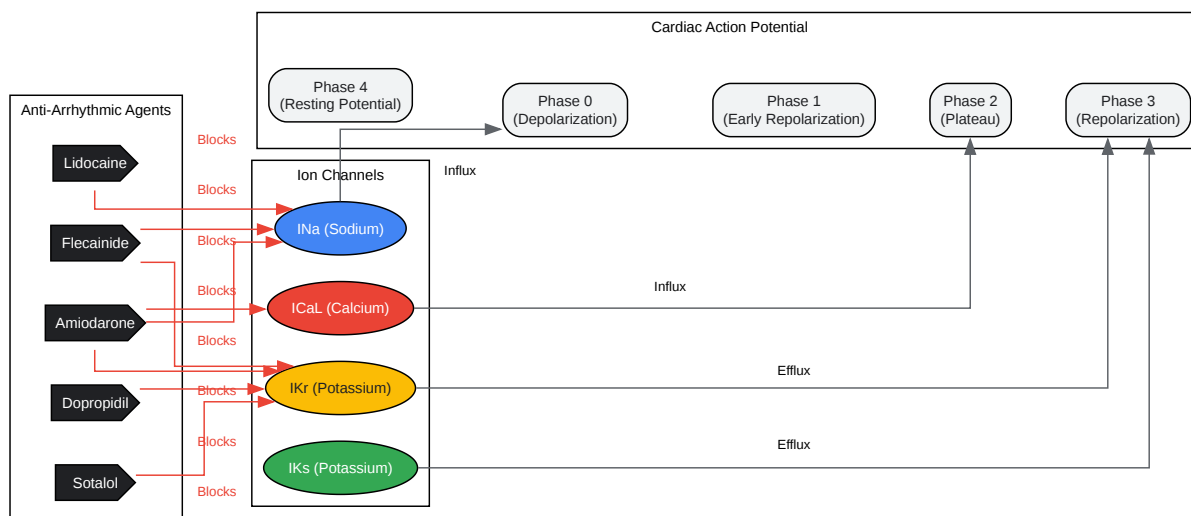 Cardiac Action Potential
Phase 4
(Resting Potential)
Phase 0
(Depolarization)
Phase 1
(Early Repolarization)
Phase 2
(Plateau)
Phase 3
(Repolarization)
Anti-Arrhythmic Agents
Lidocaine
Flecainide
Amiodarone
Dopropidil
Sotalol
Blocks
Blocks
Blocks
Blocks
Blocks
Blocks
Blocks
Blocks
Ion Channels
INa (Sodium)
ICaL (Calcium)
IKr (Potassium)
IKs (Potassium)
Influx
Influx
Efflux
Efflux